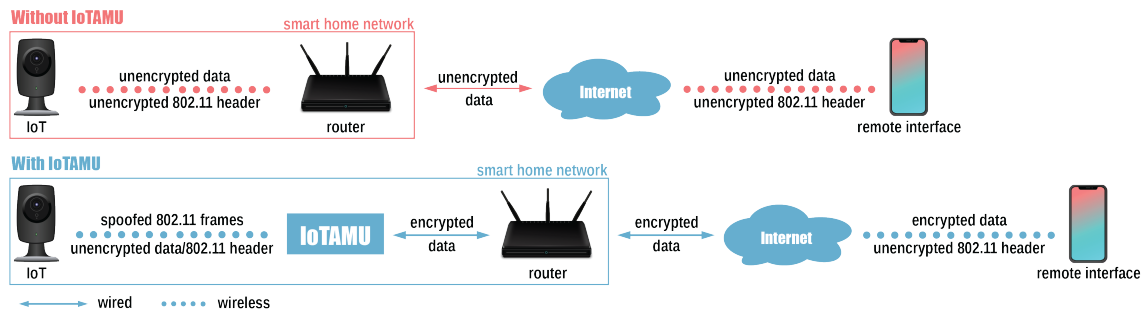 Without IoTAMU
smart home network
unencrypted data
unencrypted 802.11 header
IoT
router
unencrypted
data
Internet
unencrypted data
unencrypted 802.11 header
remote interface
With IoTAMU
smart home network
spoofed 802.11 frames
unencrypted data/802.11 header
IoT
IoTAMU
encrypted
data
router
encrypted
data
Internet
encrypted data
unencrypted 802.11 header
remote interface
wired
wireless